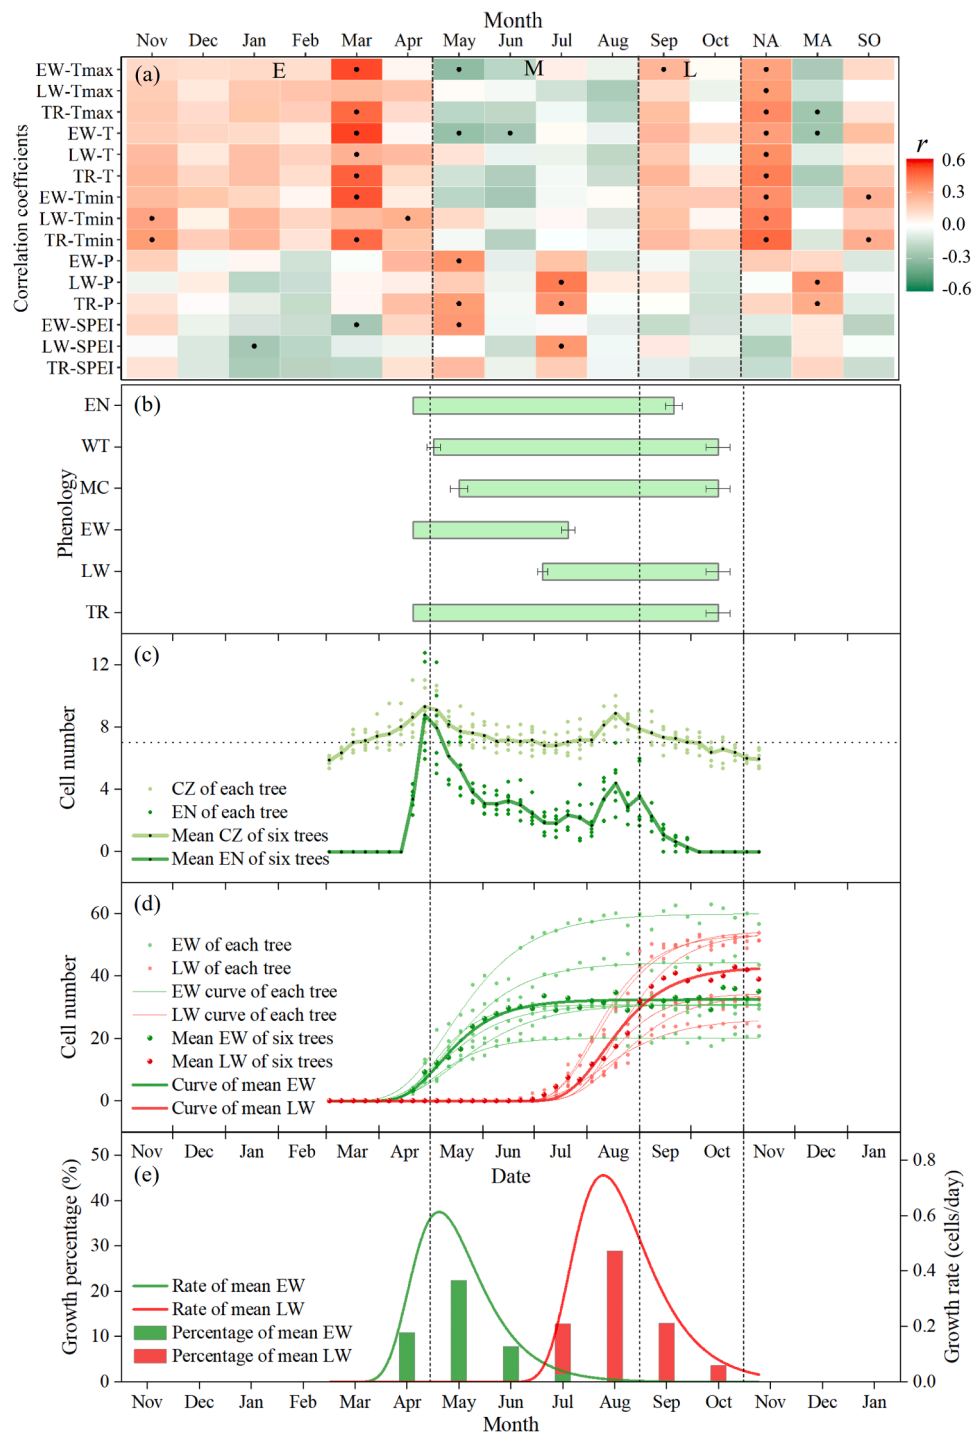 Month
Nov Dec Jan Feb Mar Apr May Jun Jul Aug Sep Oct NA MA SO
(a) E M L
Correlation coefficients
EW-Tmax
LW-Tmax
TR-Tmax
EW-T
LW-T
TR-T
EW-Tmin
LW-Tmin
TR-Tmin
EW-P
LW-P
TR-P
EW-SPEI
LW-SPEI
TR-SPEI
r
0.6
0.3
0.0
-0.3
-0.6
(b)
Phenology
EN
WT
MC
EW
LW
TR
(c)
Cell number
12
8
4
0
CZ of each tree
EN of each tree
Mean CZ of six trees
Mean EN of six trees
(d)
Cell number
60
40
20
0
EW of each tree
LW of each tree
EW curve of each tree
LW curve of each tree
Mean EW of six trees
Mean LW of six trees
Curve of mean EW
Curve of mean LW
Nov Dec Jan Feb Mar Apr May Jun Jul Aug Sep Oct Nov Dec Jan
Date
(e)
Growth percentage (%)
50
40
30
20
10
0
Rate of mean EW
Rate of mean LW
Percentage of mean EW
Percentage of mean LW
0.8
0.6
0.4
0.2
0.0
Growth rate (cells/day)
Nov Dec Jan Feb Mar Apr May Jun Jul Aug Sep Oct Nov Dec Jan
Month